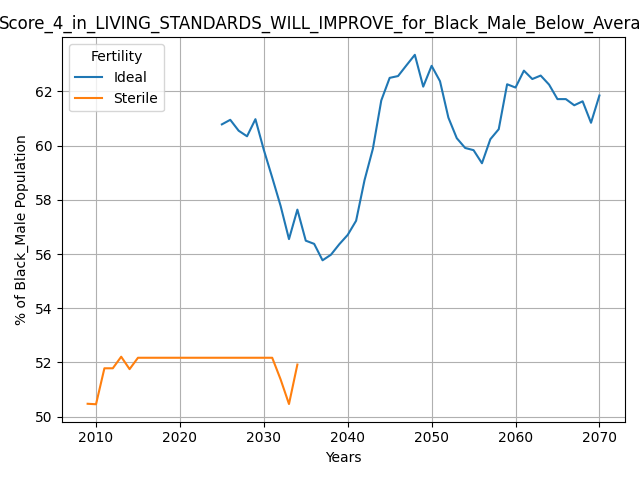 Score_4_in_LIVING_STANDARDS_WILL_IMPROVE_for_Black_Male_Below_Avera
Fertility
Ideal
Sterile
% of Black_Male Population
62
60
58
56
54
52
50
2010 2020 2030 2040 2050 2060 2070
Years